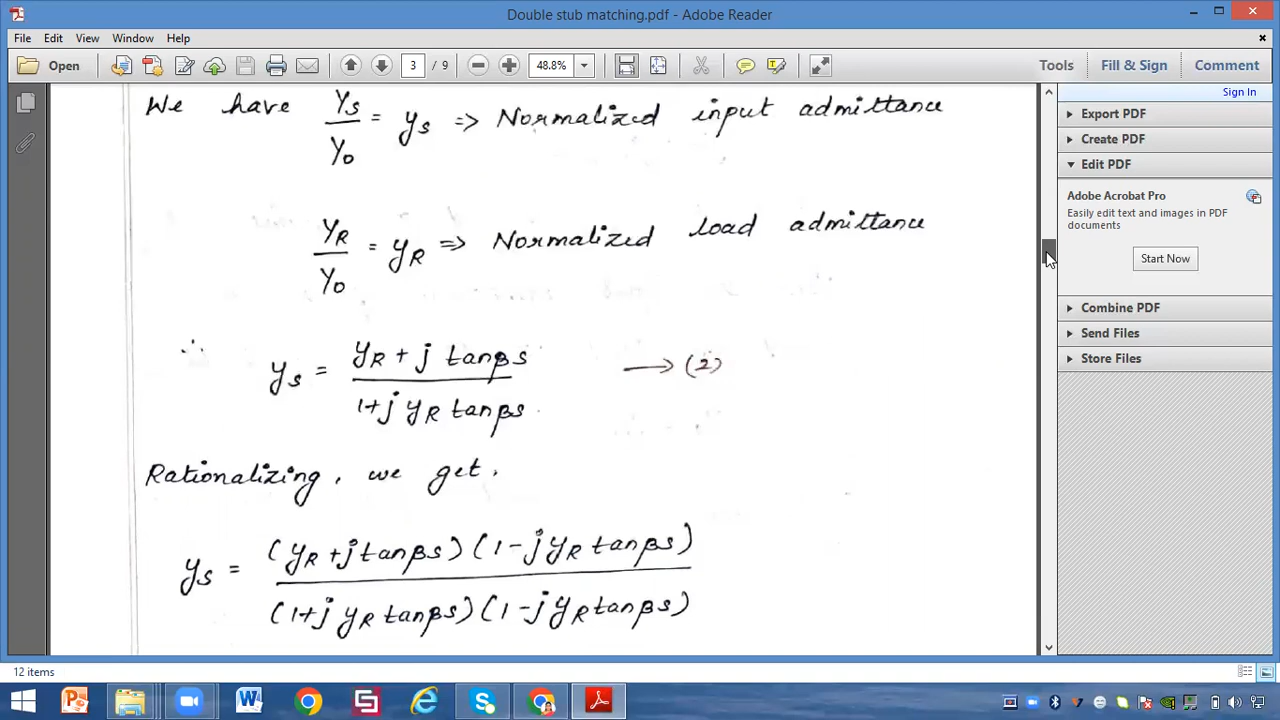 Double stub matching.pdf - Adobe Reader
File Edit View Window Help
Open 3 / 9 48.8% Tools Fill & Sign Comment
Sign In
Export PDF
Create PDF
Edit PDF
Adobe Acrobat Pro
Easily edit text and images in PDF
documents
Start Now
Combine PDF
Send Files
Store Files
We have Ys/Yo = ys => Normalized input admittance
YR/Yo = yR => Normalized load admittance
∴ ys = (yR + j tanβs) / (1+j yR tanβs) → (2)
Rationalizing, we get,
ys = (yR + j tanβs) (1 - j yR tanβs) / (1+j yR tanβs) (1 - j yR tanβs)
12 items